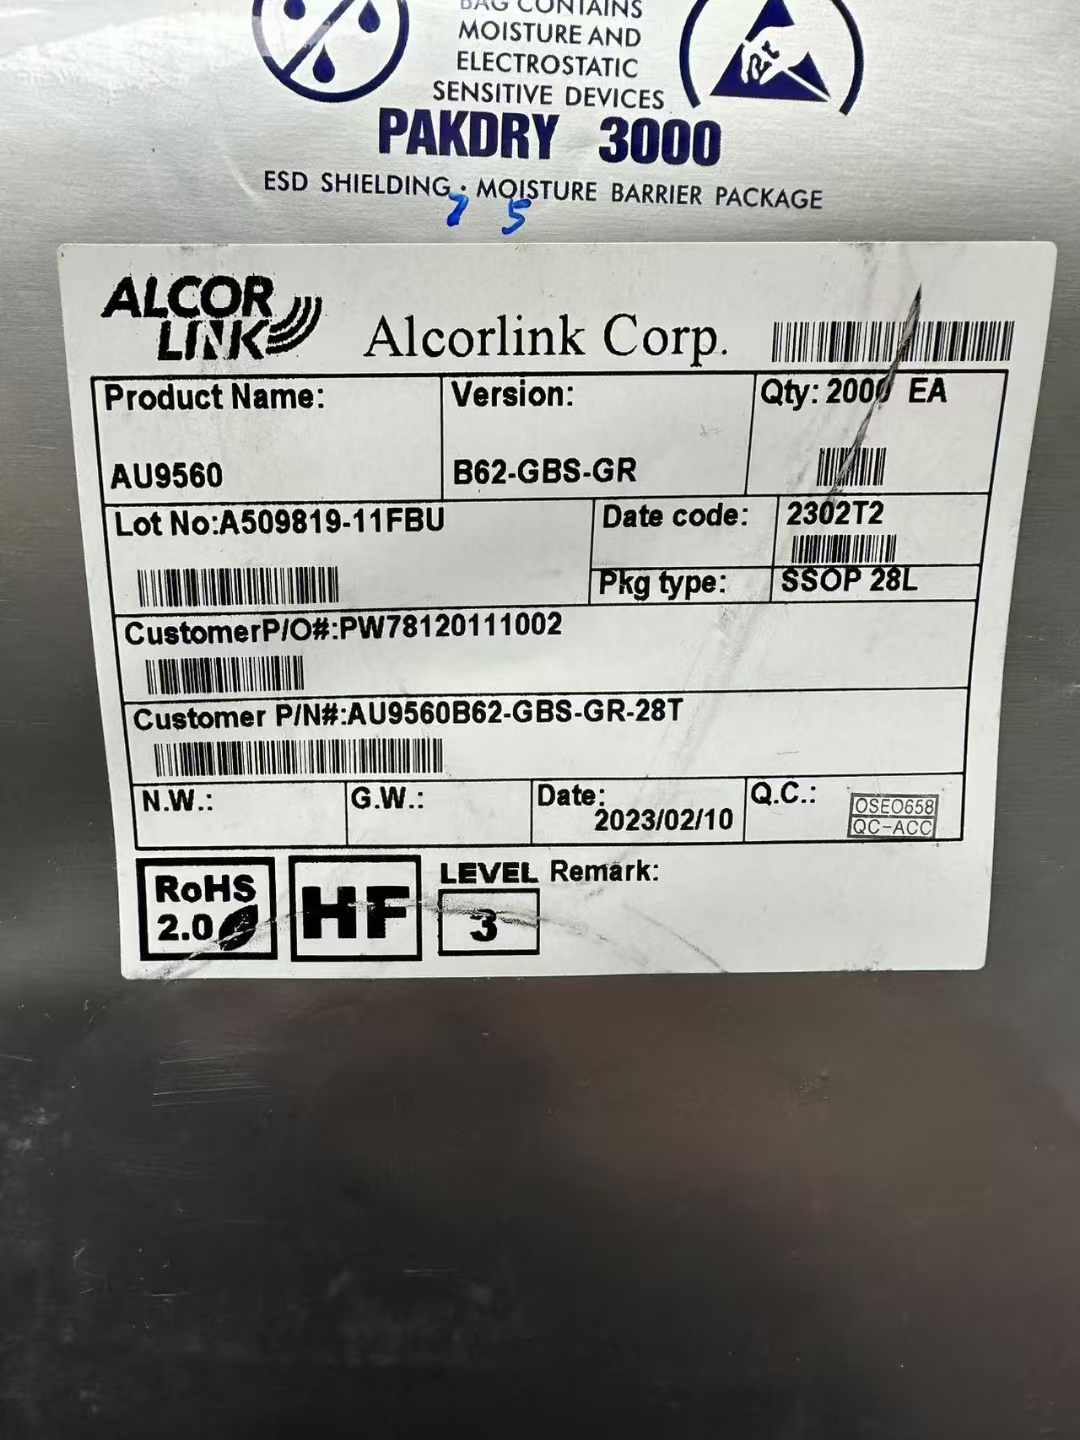 BAG CONTAINS
MOISTURE AND
ELECTROSTATIC
SENSITIVE DEVICES
PAKDRY 3000
ESD SHIELDING · MOISTURE BARRIER PACKAGE
7 5
ALCOR
LINK
Alcorlink Corp.
Product Name:
AU9560
Version:
B62-GBS-GR
Qty: 2000 EA
Lot No:A509819-11FBU
Date code:
2302T2
Pkg type:
SSOP 28L
CustomerP/O#:PW78120111002
Customer P/N#:AU9560B62-GBS-GR-28T
N.W.:
G.W.:
Date:
2023/02/10
Q.C.:
OSEO658
QC-ACC
RoHS
2.0
HF
LEVEL
3
Remark: